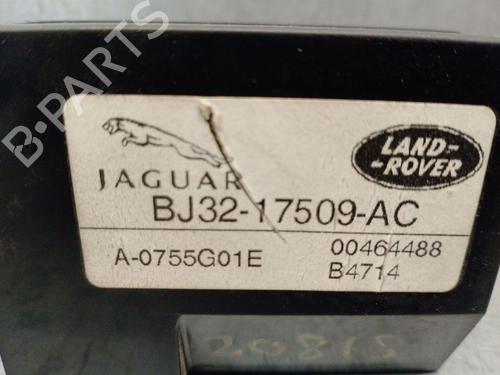 B-PARTS
JAGUAR
LAND-
-ROVER
BJ32-17509-AC
A-0755G01E
00464488
B4714
20815